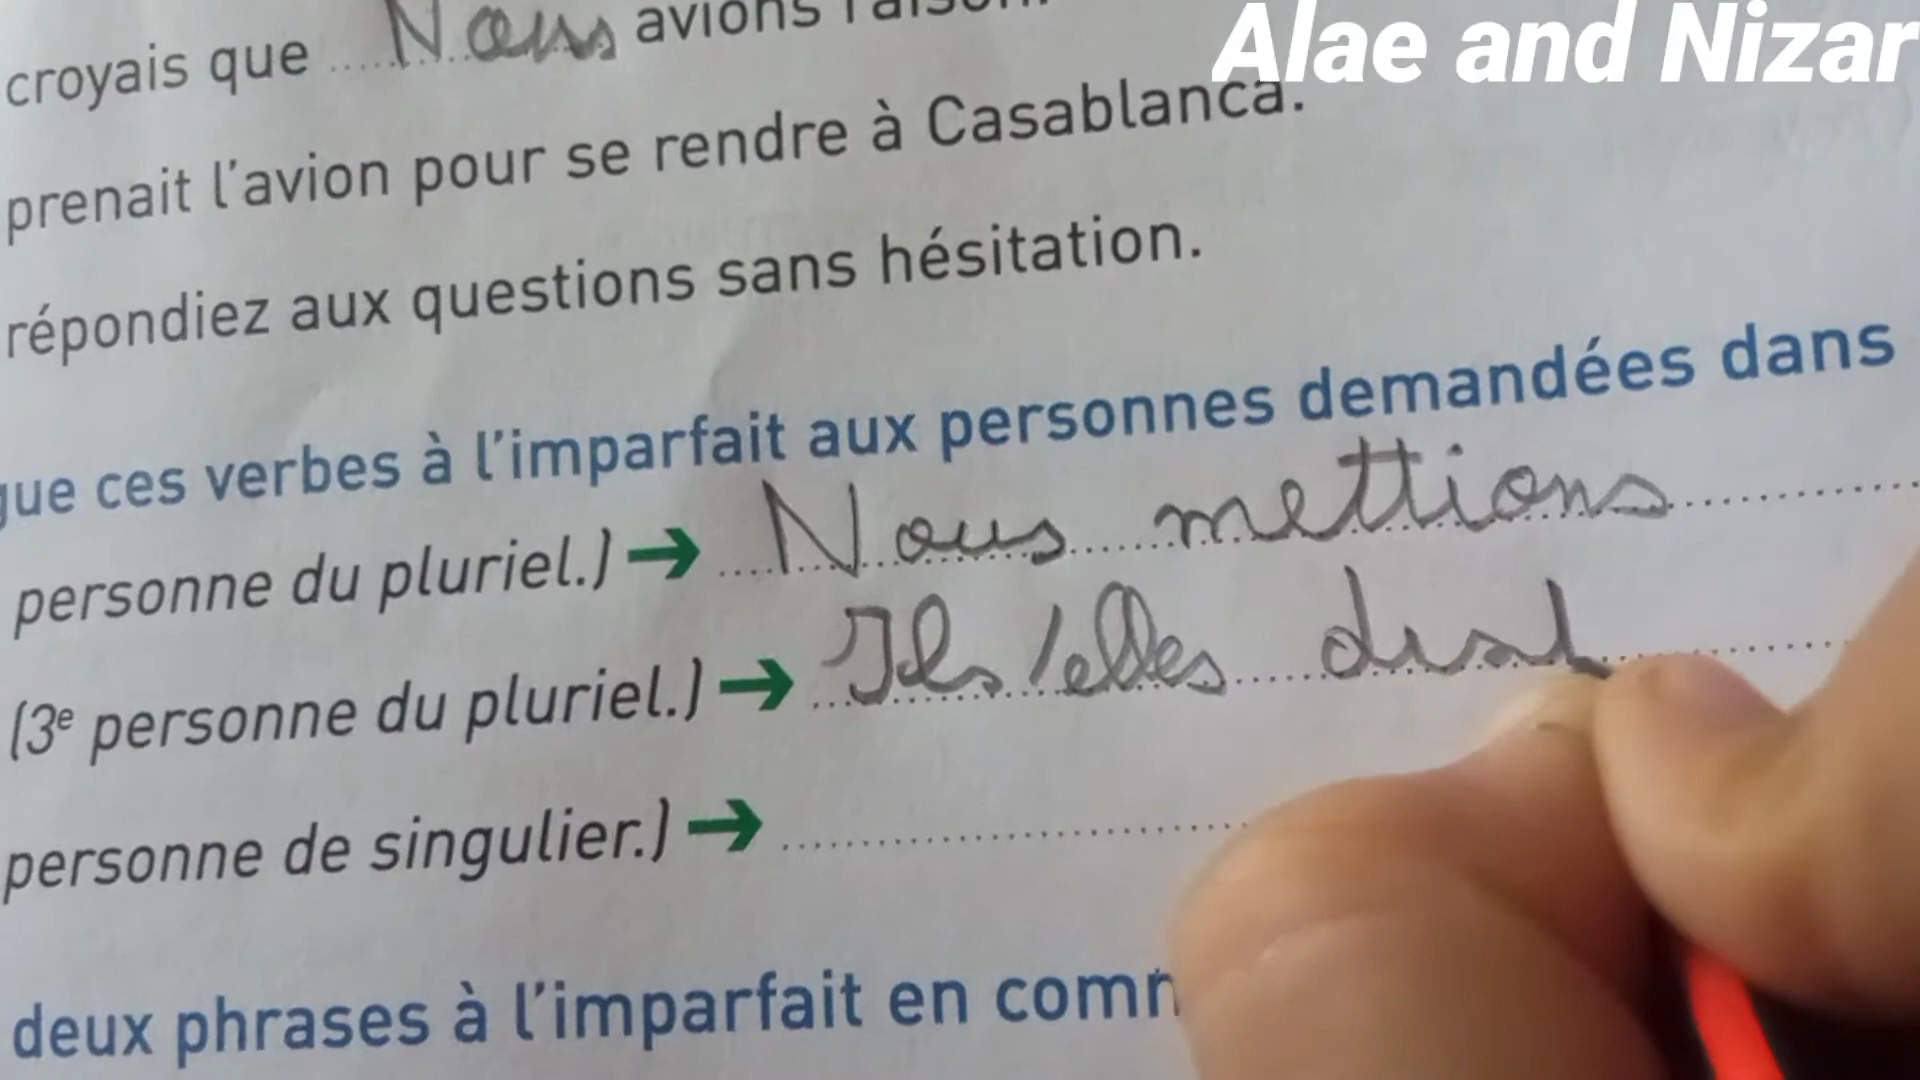 Alae and Nizar
croyais que Nous avions raison.
prenait l'avion pour se rendre à Casablanca.
répondiez aux questions sans hésitation.
gue ces verbes à l'imparfait aux personnes demandées dans
personne du pluriel.) → Nous mettions
(3e personne du pluriel.) → Ils/elles
personne de singulier.) →
deux phrases à l'imparfait en comm